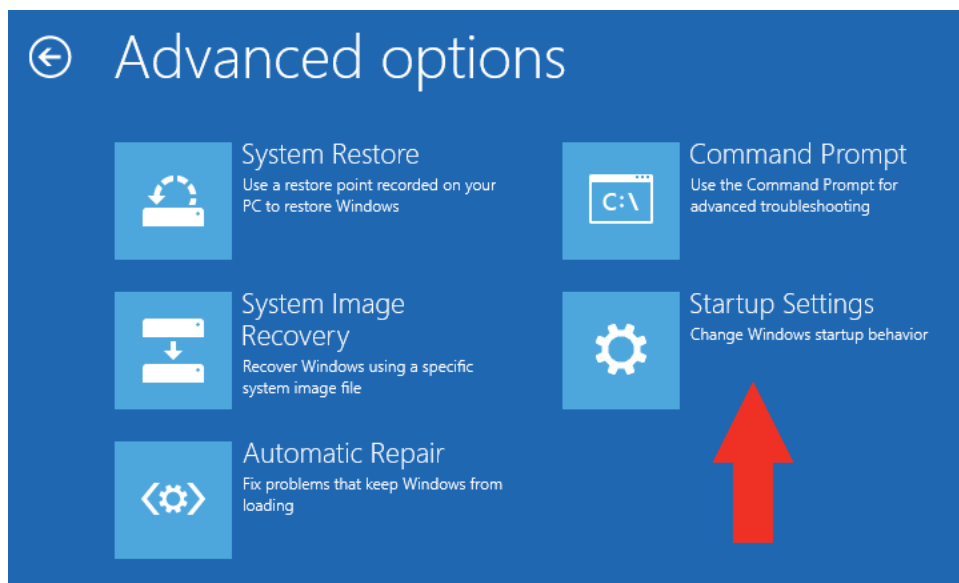 Advanced options
System Restore
Use a restore point recorded on your
PC to restore Windows
System Image
Recovery
Recover Windows using a specific
system image file
Automatic Repair
Fix problems that keep Windows from
loading
Command Prompt
C:\
Use the Command Prompt for
advanced troubleshooting
Startup Settings
Change Windows startup behavior